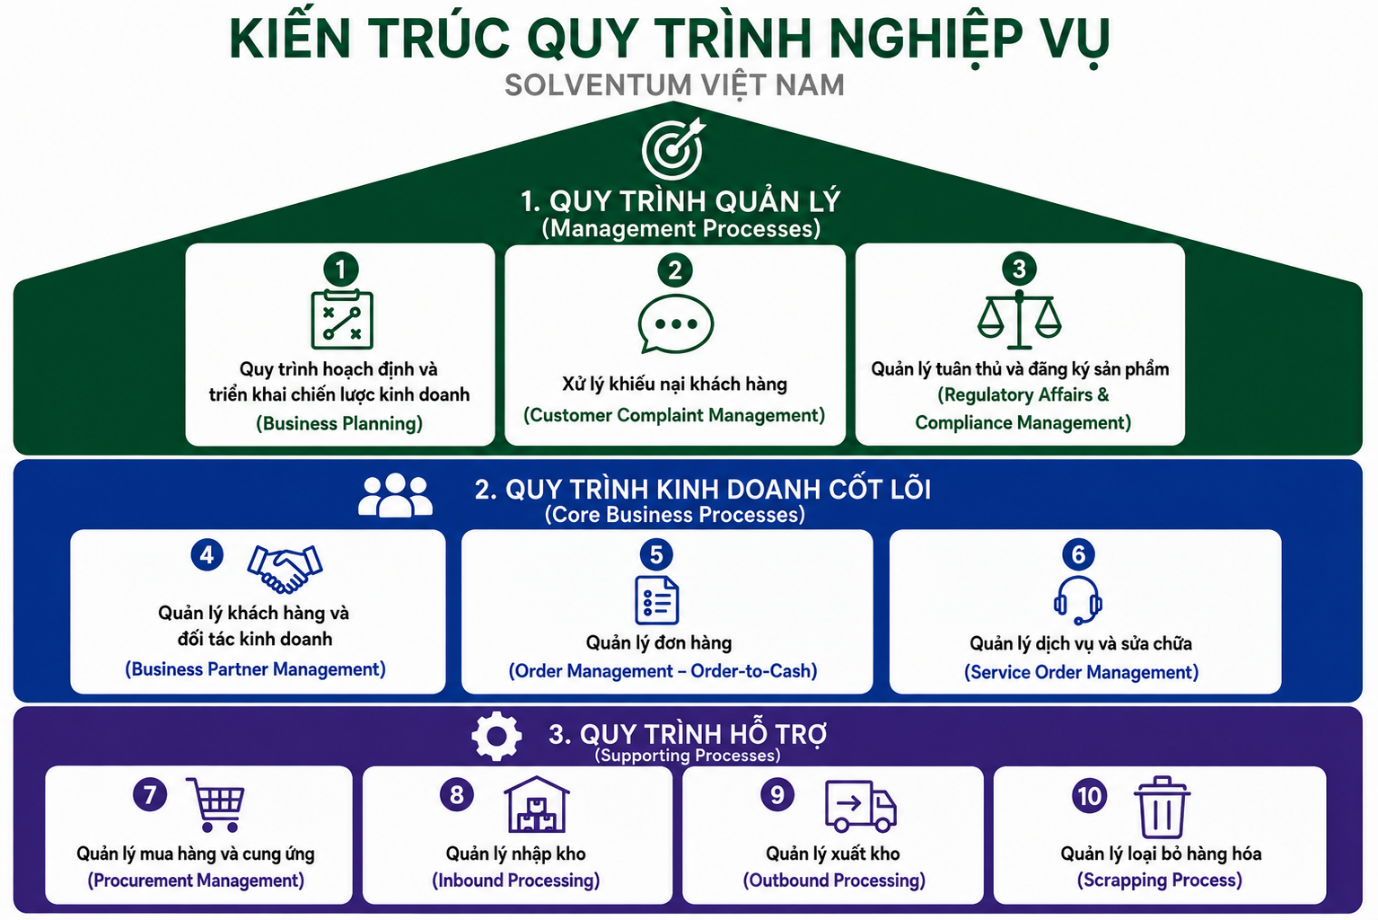 KIẾN TRÚC QUY TRÌNH NGHIỆP VỤ
SOLVENTUM VIỆT NAM
1. QUY TRÌNH QUẢN LÝ
(Management Processes)
1
Quy trình hoạch định và
triển khai chiến lược kinh doanh
(Business Planning)
2
Xử lý khiếu nại khách hàng
(Customer Complaint Management)
3
Quản lý tuân thủ và đăng ký sản phẩm
(Regulatory Affairs &
Compliance Management)
2. QUY TRÌNH KINH DOANH CỐT LÕI
(Core Business Processes)
4
Quản lý khách hàng và
đối tác kinh doanh
(Business Partner Management)
5
Quản lý đơn hàng
(Order Management – Order-to-Cash)
6
Quản lý dịch vụ và sửa chữa
(Service Order Management)
3. QUY TRÌNH HỖ TRỢ
(Supporting Processes)
7
Quản lý mua hàng và cung ứng
(Procurement Management)
8
Quản lý nhập kho
(Inbound Processing)
9
Quản lý xuất kho
(Outbound Processing)
10
Quản lý loại bỏ hàng hóa
(Scrapping Process)